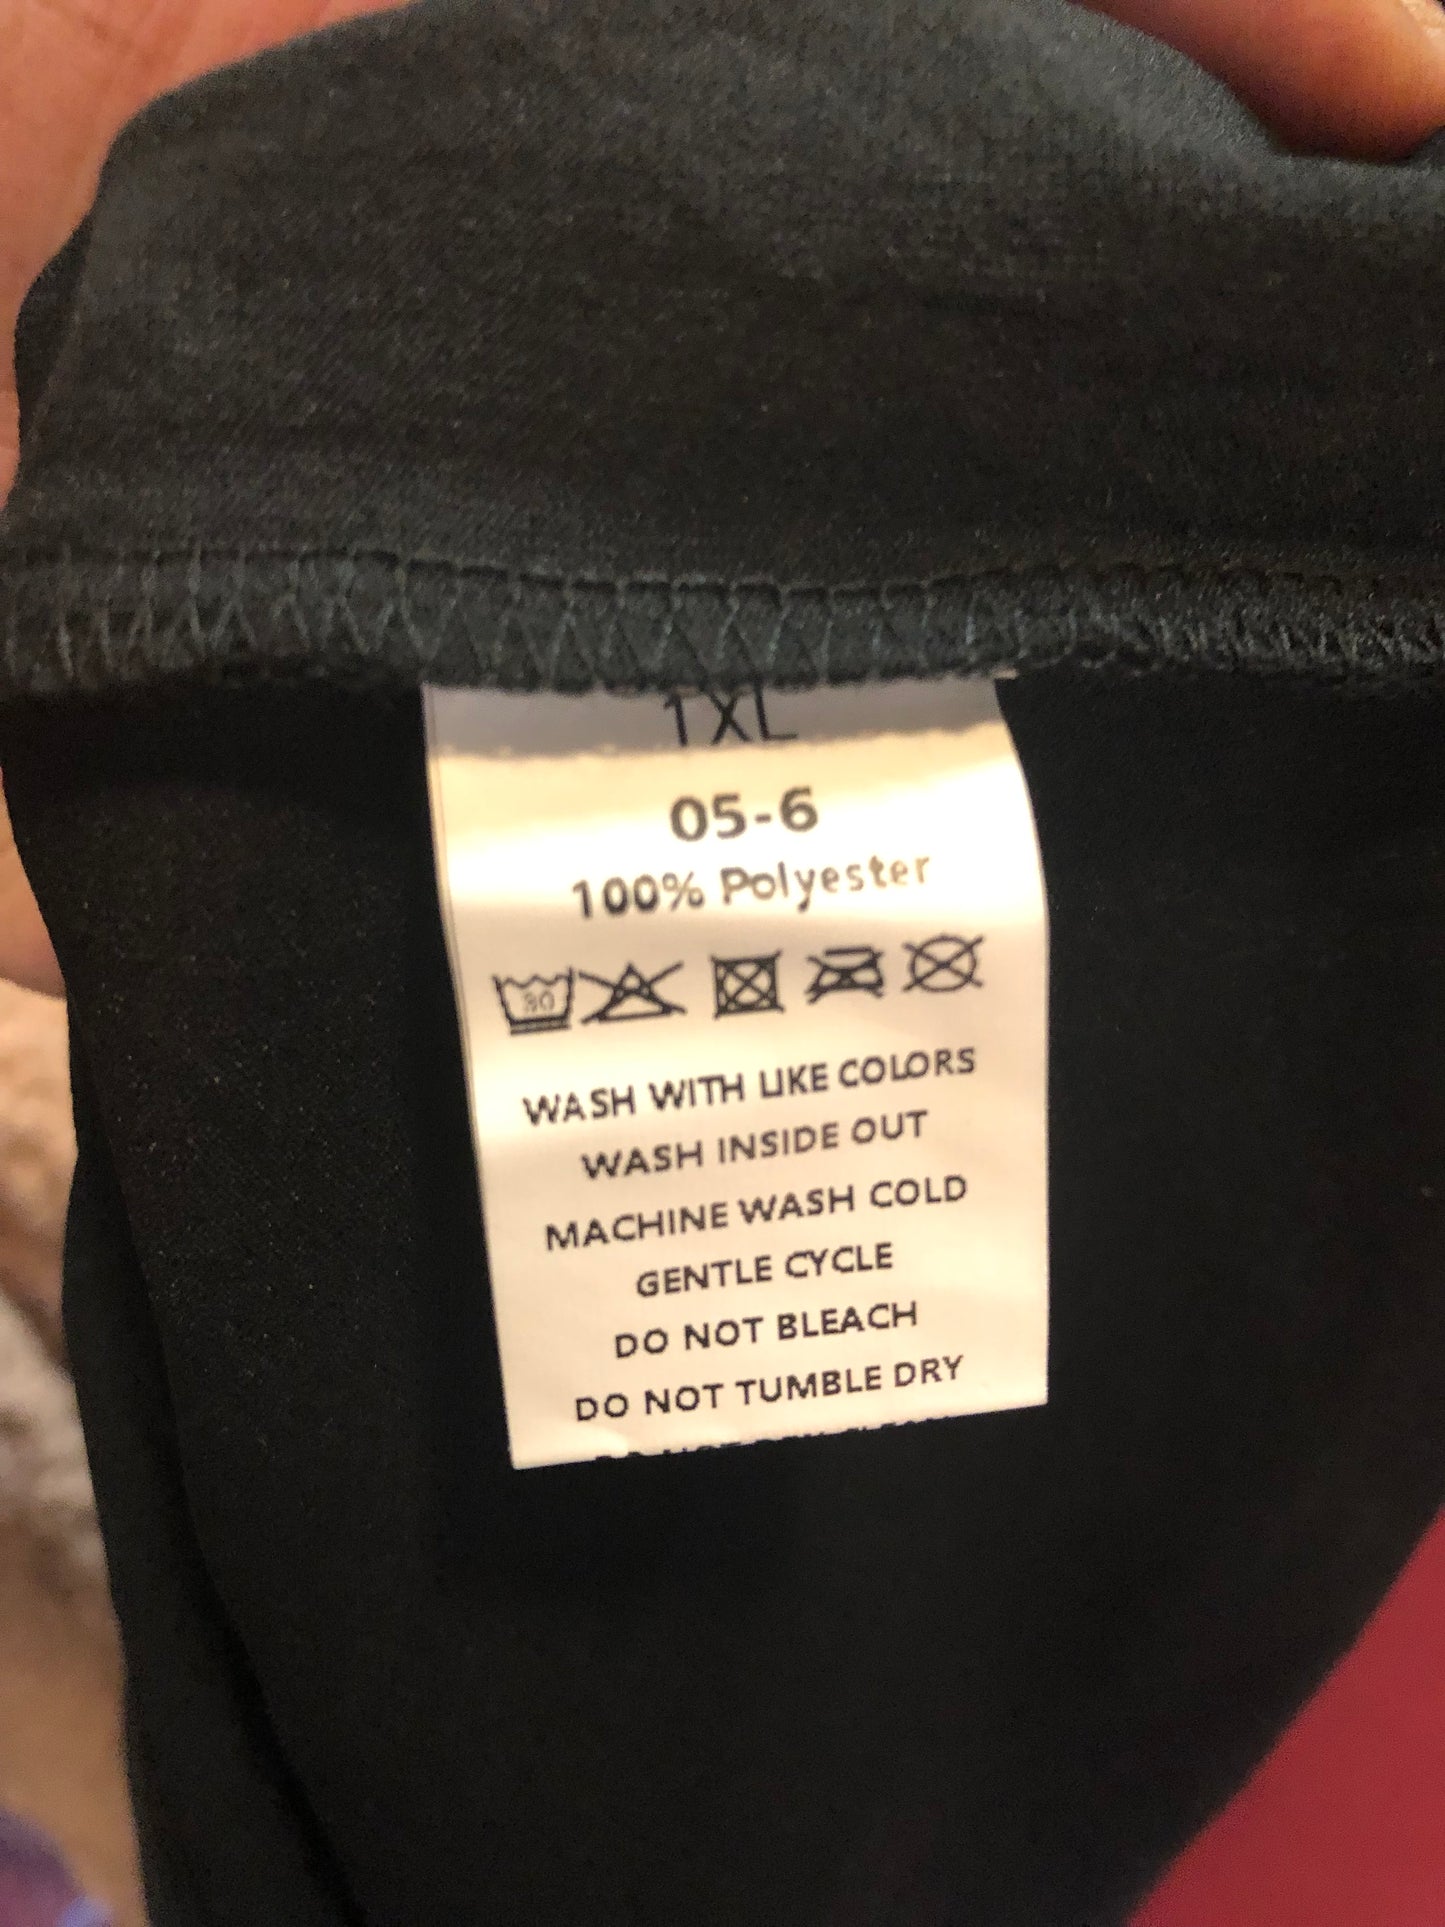 1XL
05-6
100% Polyester
30
WASH WITH LIKE COLORS
WASH INSIDE OUT
MACHINE WASH COLD
GENTLE CYCLE
DO NOT BLEACH
DO NOT TUMBLE DRY